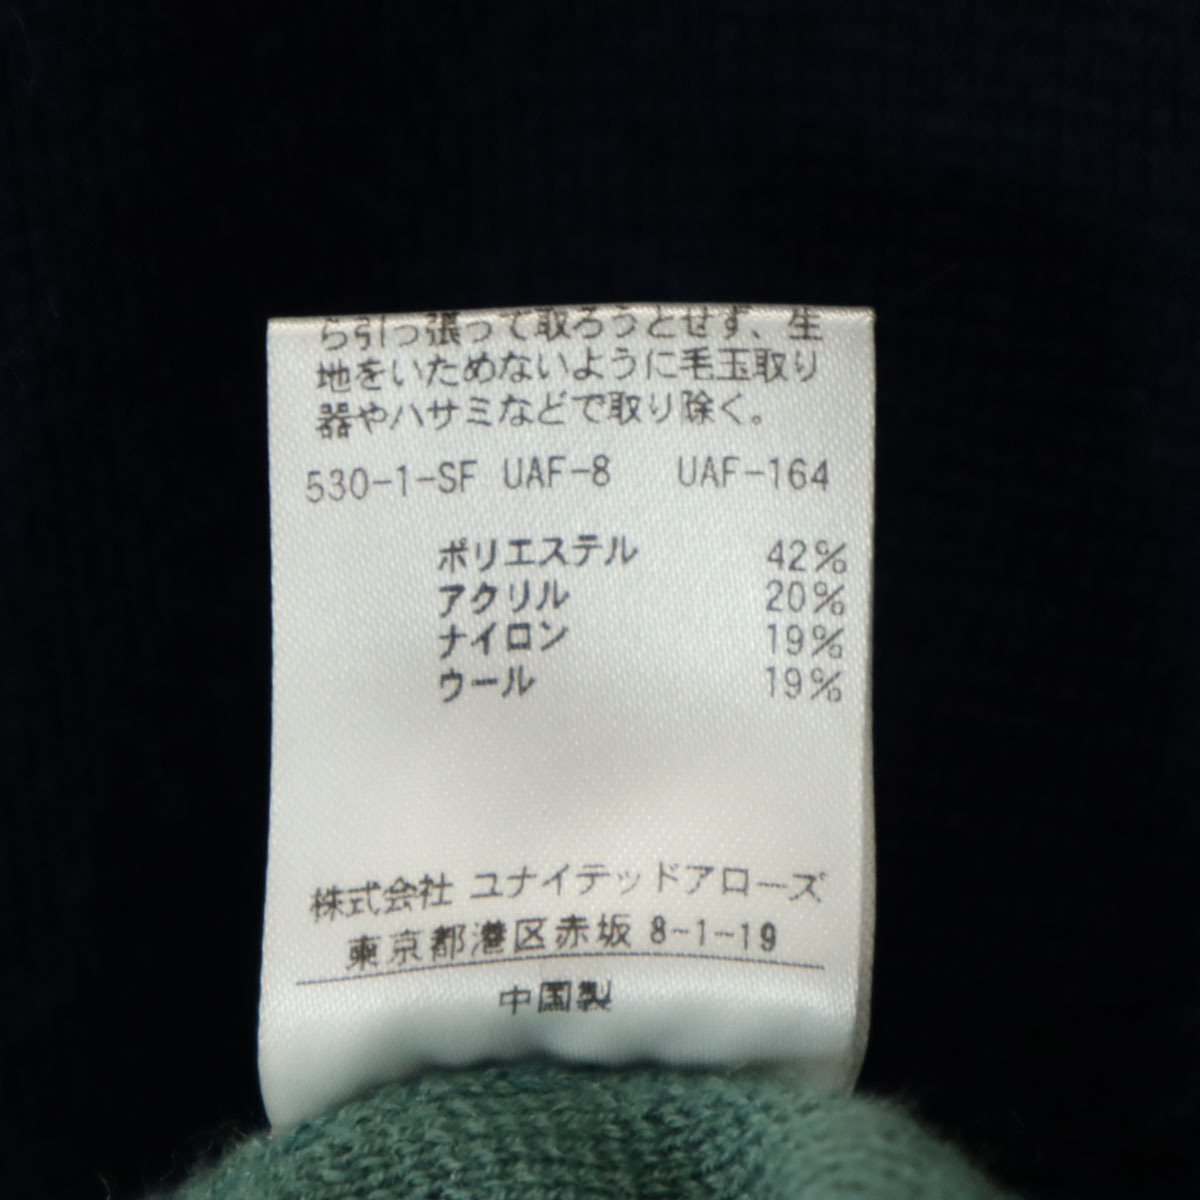 ら引っ張って取ろうとせず、生
地をいためないように毛玉取り
器やハサミなどで取り除く。
530-1-SF UAF-8 UAF-164
ポリエステル 42%
アクリル 20%
ナイロン 19%
ウール 19%
株式会社 ユナイテッドアローズ
東京都港区赤坂 8-1-19
中国製